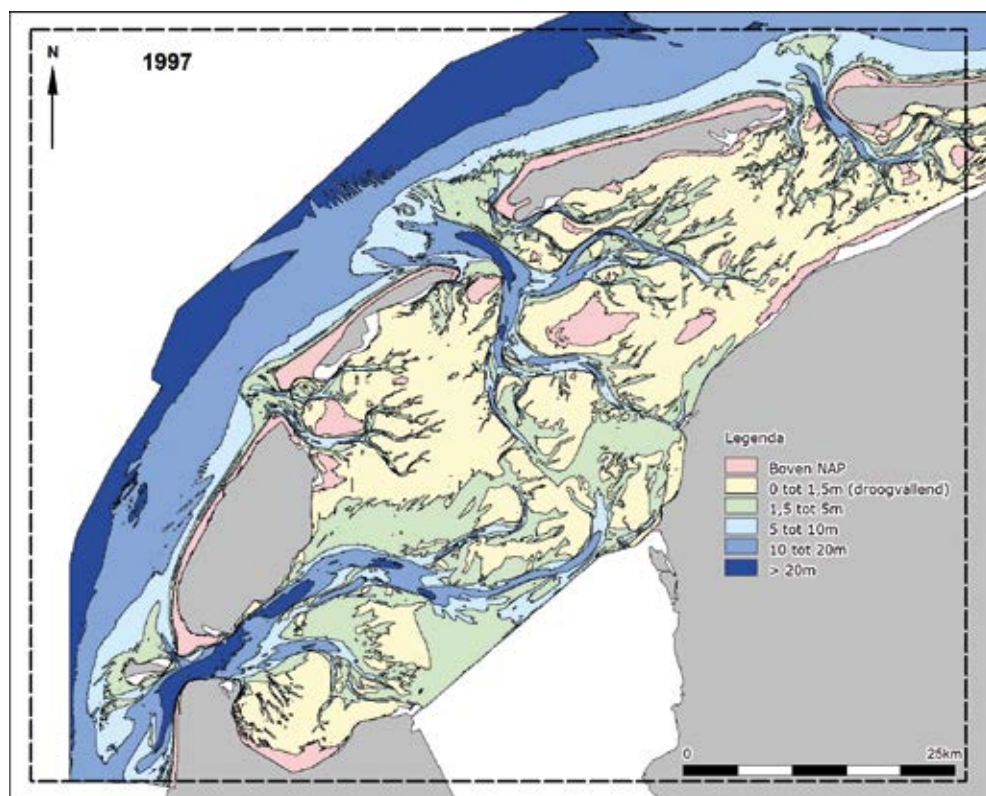 N
1997
Legenda
Boven NAP
0 tot 1,5m (droogvallend)
1,5 tot 5m
5 tot 10m
10 tot 20m
> 20m
0 25km